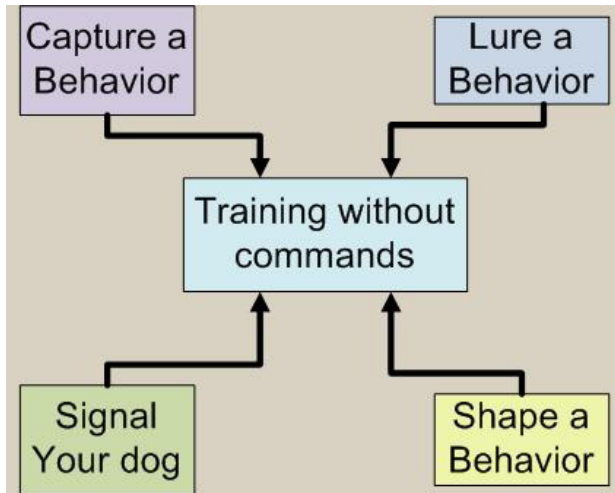 Capture a
Behavior
Lure a
Behavior
Training without
commands
Signal
Your dog
Shape a
Behavior